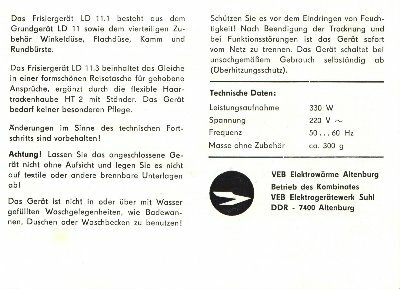 Das Frisiergerät LD 11.1 besteht aus dem
Grundgerät LD 11 sowie dem vierteiligen Zu-
behör Winkeldüse, Flachdüse, Kamm und
Rundbürste.
Das Frisiergerät LD 11.3 beinhaltet das Gleiche
in einer formschönen Reisetasche für gehobene
Ansprüche, ergänzt durch die flexible Haar-
trockenhaube HT 2 mit Ständer. Das Gerät
bedarf keiner besonderen Pflege.
Änderungen im Sinne des technischen Fort-
schritts sind vorbehalten!
Achtung! Lassen Sie das angeschlossene Ge-
rät nicht ohne Aufsicht und legen Sie es nicht
auf textile oder andere brennbare Unterlagen
ab!
Das Gerät ist nicht in oder über mit Wasser
gefüllten Waschgelegenheiten, wie Badewan-
nen, Duschen oder Waschbecken zu benutzen!
Schützen Sie es vor dem Eindringen von Feuch-
tigkeit! Nach Beendigung der Trocknung und
bei Funktionsstörungen ist das Gerät sofort
vom Netz zu trennen. Das Gerät schaltet bei
unsachgemäßem Gebrauch selbständig ab
(Überhitzungsschutz).
Technische Daten:
Leistungsaufnahme 330 W
Spannung 220 V ~
Frequenz 50...60 Hz
Masse ohne Zubehör ca. 300 g
VEB Elektrowärme Altenburg
Betrieb des Kombinates
VEB Elektrogerätewerk Suhl
DDR - 7400 Altenburg